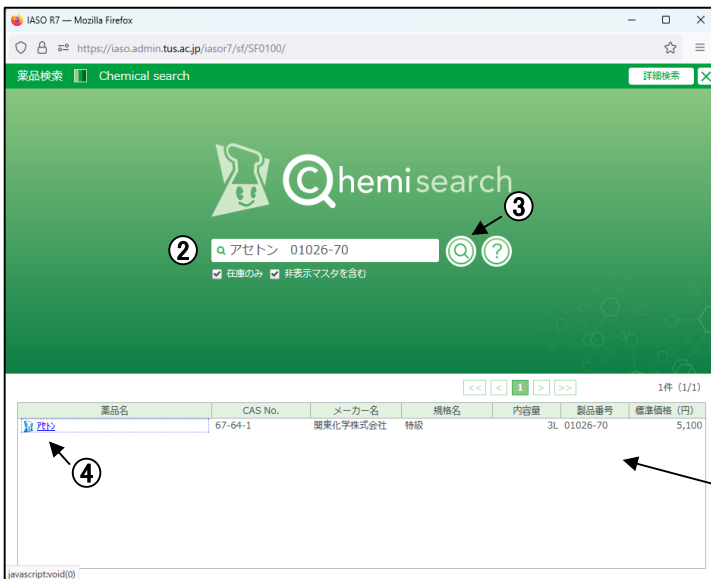 IASO R7 — Mozilla Firefox
https://iaso.admin.tus.ac.jp/iasor7/sf/SF0100/
薬品検索 Chemical search 詳細検索
Chemisearch
③
② アセトン 01026-70 ?
在庫のみ 非表示マスタを含む
<< < 1 > >> 1件 (1/1)
薬品名 CAS No. メーカー名 規格名 内容量 製品番号 標準価格（円）
ｱｾﾄﾝ 67-64-1 関東化学株式会社 特級 3L 01026-70 5,100
④
javascript:void(0)